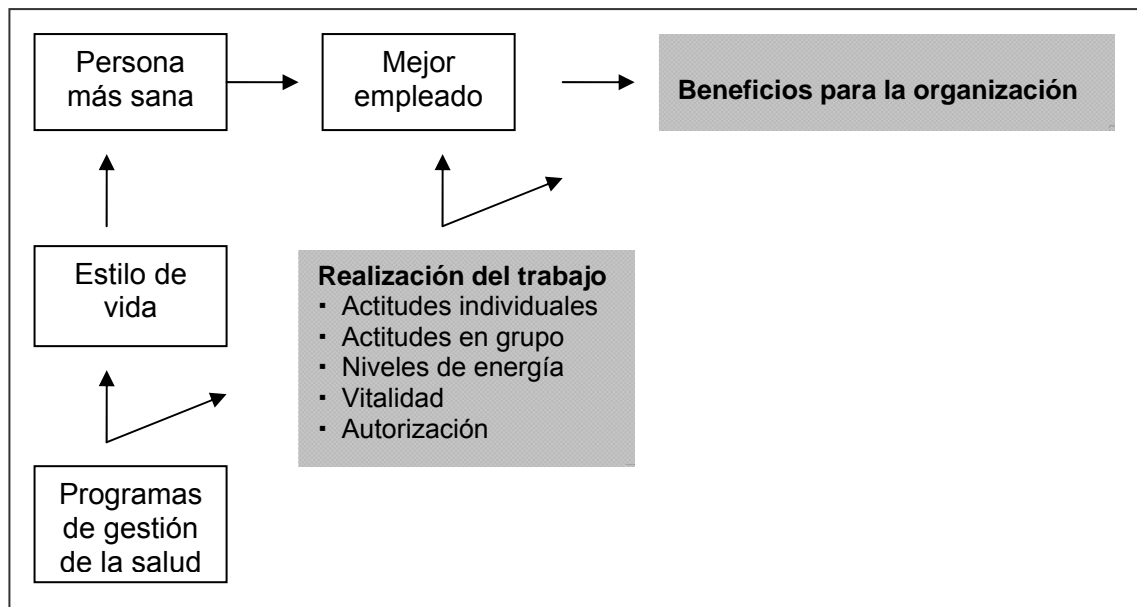 Persona
más sana
Mejor
empleado
Beneficios para la organización
Estilo de
vida
Realización del trabajo
▪ Actitudes individuales
▪ Actitudes en grupo
▪ Niveles de energía
▪ Vitalidad
▪ Autorización
Programas
de gestión
de la salud